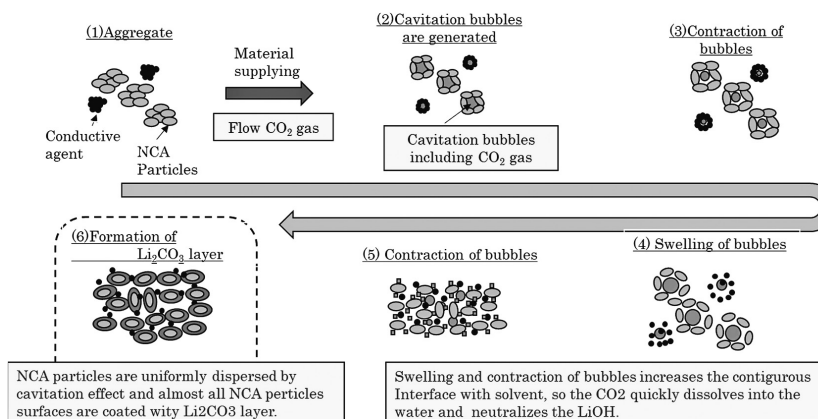 (1)Aggregate
Material
supplying
Flow CO2 gas
Conductive
agent
NCA
Particles
(2)Cavitation bubbles
are generated
Cavitation bubbles
including CO2 gas
(3)Contraction of
bubbles
(4) Swelling of bubbles
(5) Contraction of bubbles
(6)Formation of
Li2CO3 layer
NCA particles are uniformly dispersed by
cavitation effect and almost all NCA particles
surfaces are coated wity Li2CO3 layer.
Swelling and contraction of bubbles increases the contigurous
Interface with solvent, so the CO2 quickly dissolves into the
water and neutralizes the LiOH.